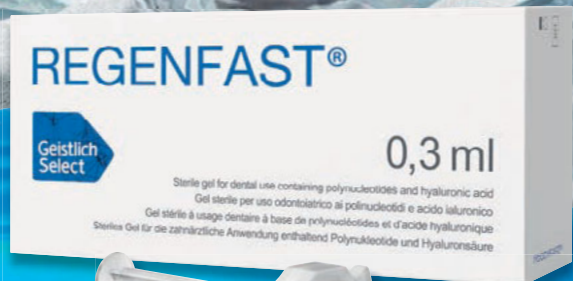 REGENFAST®
Geistlich
Select
0,3 ml
Sterile gel for dental use containing polynucleotides and hyaluronic acid
Gel sterile per uso odontoiatrico ai polinucleotidi e acido ialuronico
Gel stérile à usage dentaire à base de polynucléotides et d'acide hyaluronique
Steriles Gel für die zahnärztliche Anwendung enthaltend Polynukleotide und Hyaluronsäure
REGENFAST®